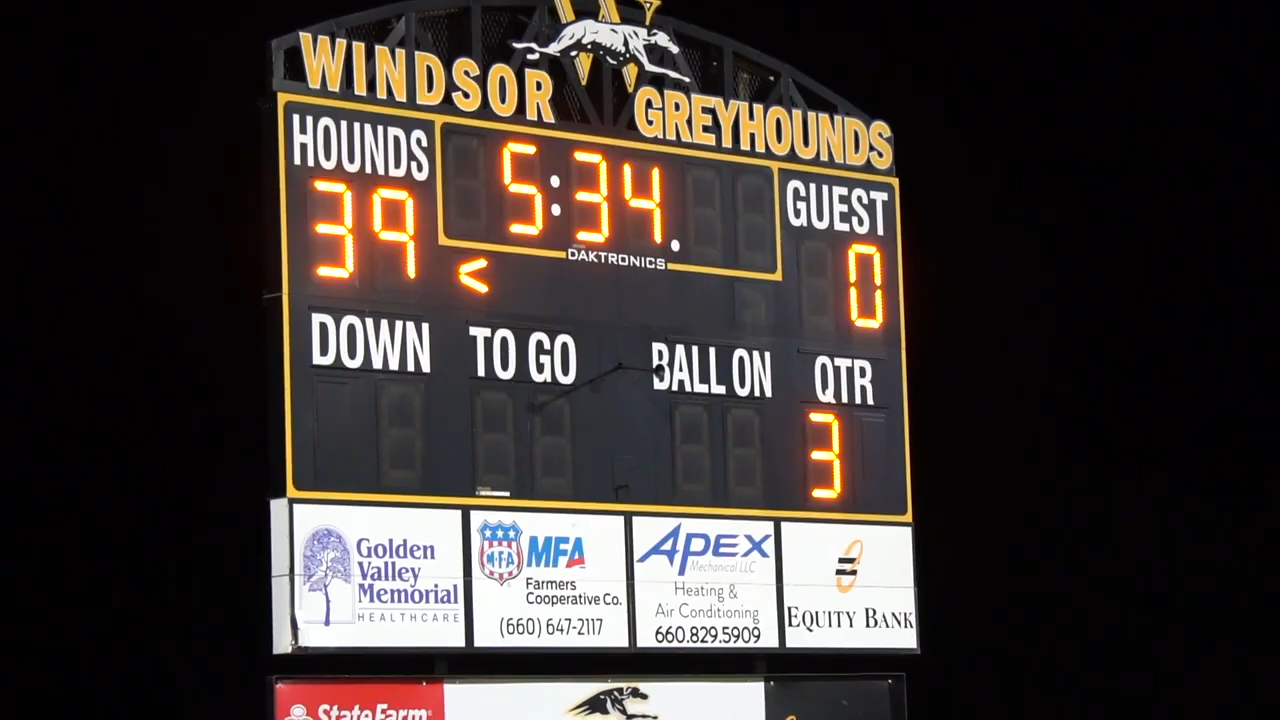 WINDSOR W GREYHOUNDS
HOUNDS
5:34.
GUEST
39
<
DAKTRONICS
0
DOWN
TO GO
BALL ON
QTR
3
Golden
Valley
Memorial
HEALTHCARE
MFA
MFA
Farmers
Cooperative Co.
(660) 647-2117
APEX
Mechanical LLC
Heating &
Air Conditioning
660.829.5909
EQUITY BANK
StateFarm